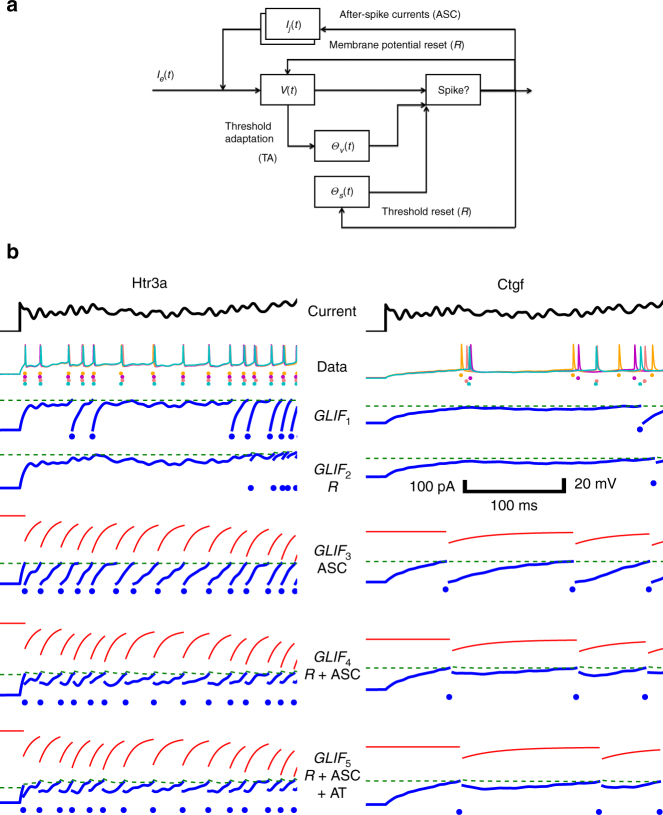 a
I_j(t)
After-spike currents (ASC)
Membrane potential reset (R)
I_e(t)
V(t)
Spike?
Threshold
adaptation
(TA)
Θ_v(t)
Θ_s(t)
Threshold reset (R)
b
Htr3a
Ctgf
Current
Data
GLIF_1
GLIF_2
R
100 pA
20 mV
100 ms
GLIF_3
ASC
GLIF_4
R + ASC
GLIF_5
R + ASC
+ AT